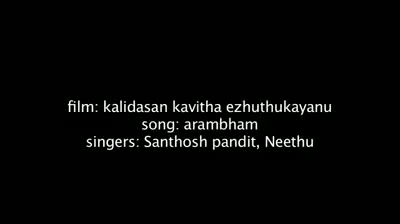 film: kalidasan kavitha ezhuthukayanu
song: arambham
singers: Santhosh pandit, Neethu